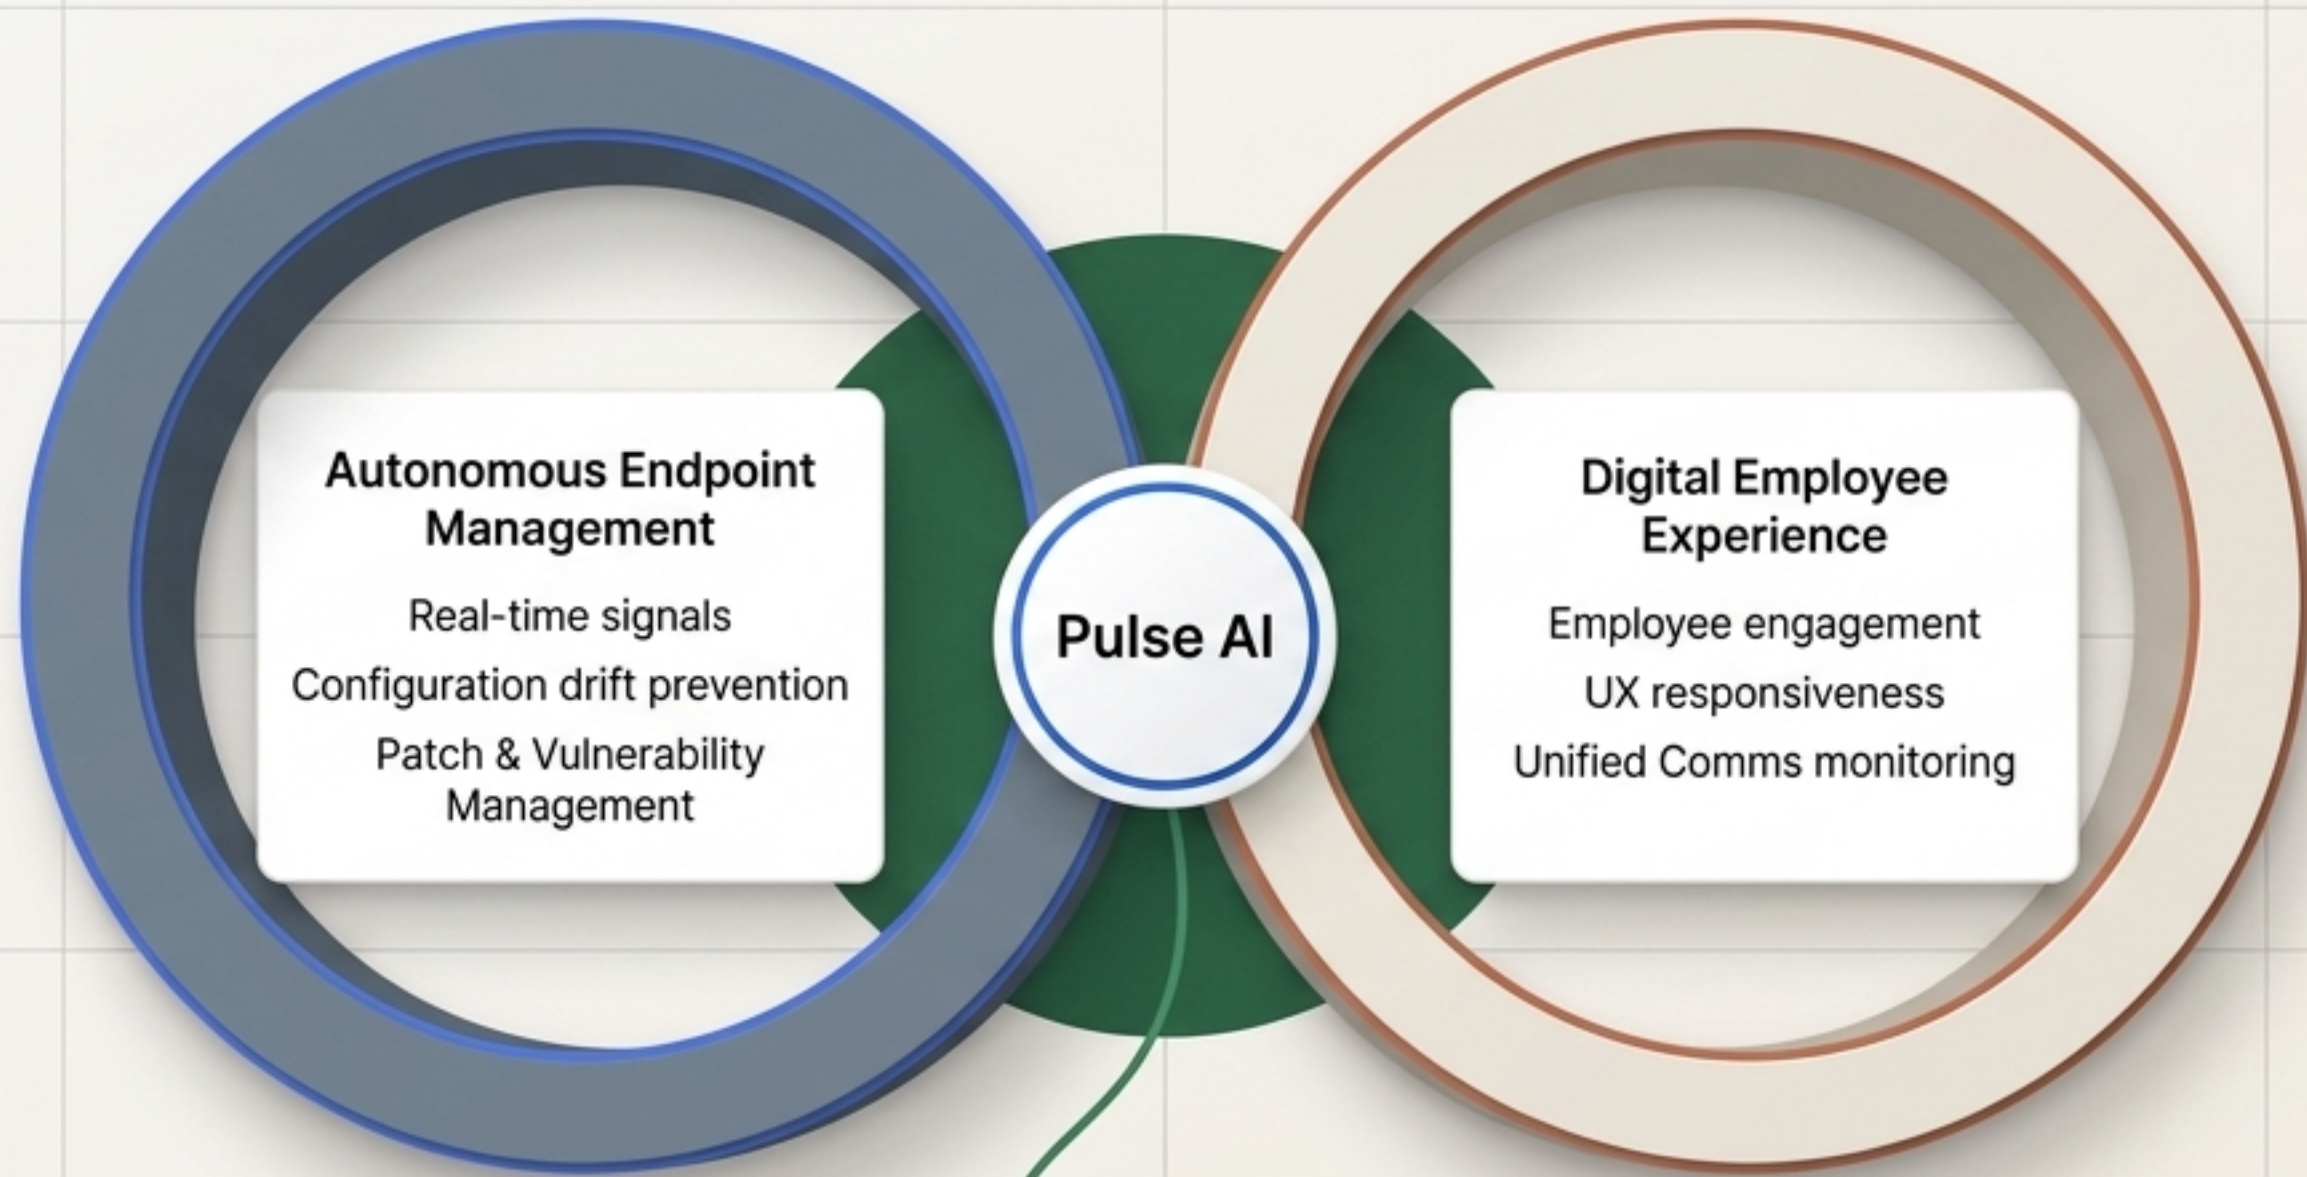 Autonomous Endpoint
Management
Real-time signals
Configuration drift prevention
Patch & Vulnerability
Management
Pulse AI
Digital Employee
Experience
Employee engagement
UX responsiveness
Unified Comms monitoring